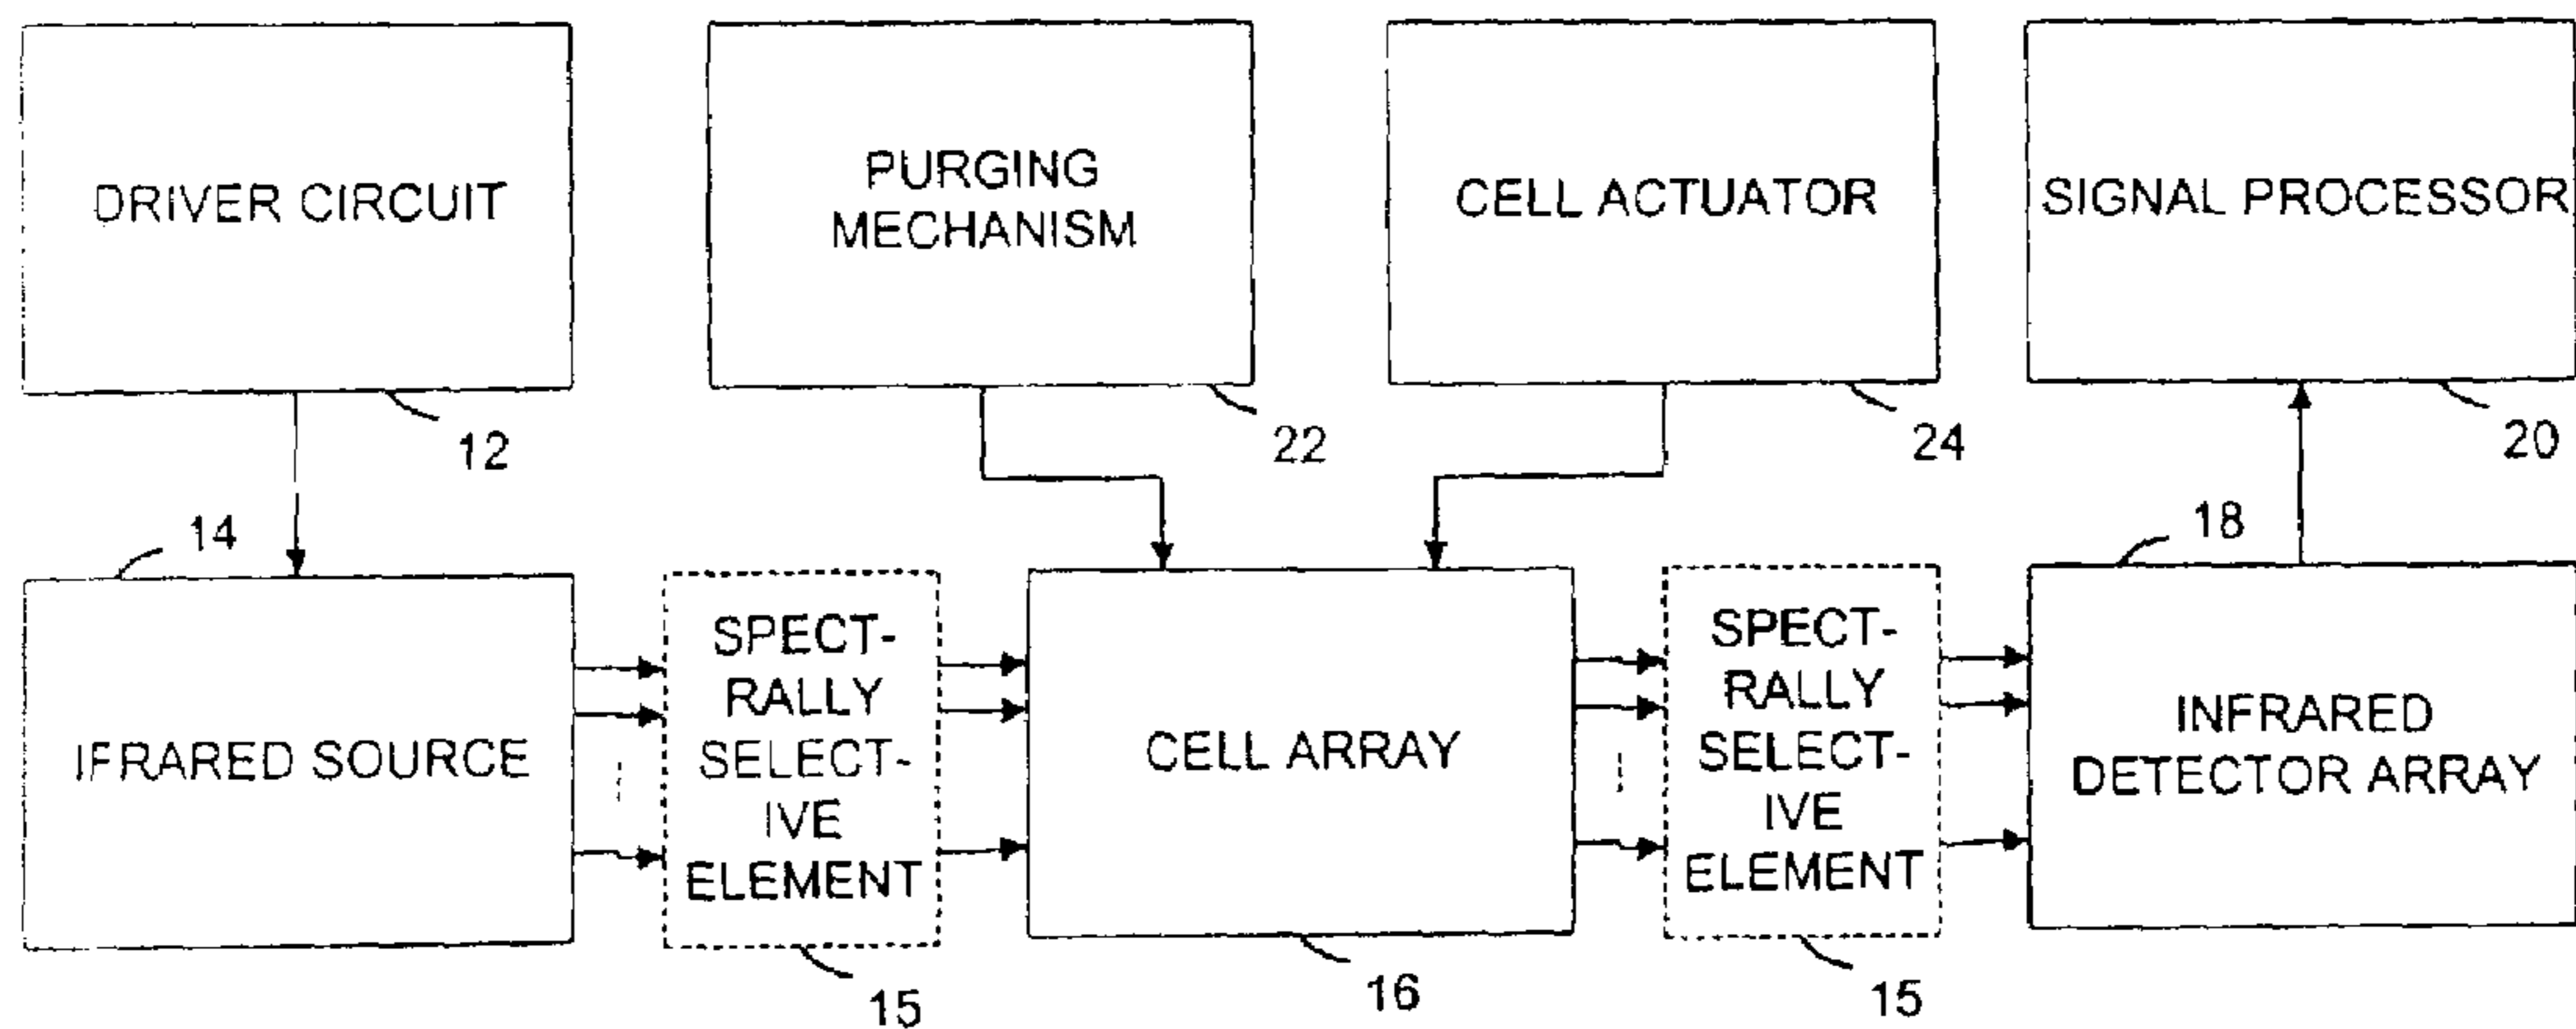 DRIVER CIRCUIT
PURGING
MECHANISM
CELL ACTUATOR
SIGNAL PROCESSOR
12
22
24
20
14
18
IFRARED SOURCE
SPECT-
RALLY
SELECT-
IVE
ELEMENT
CELL ARRAY
SPECT-
RALLY
SELECT-
IVE
ELEMENT
INFRARED
DETECTOR ARRAY
15
16
15